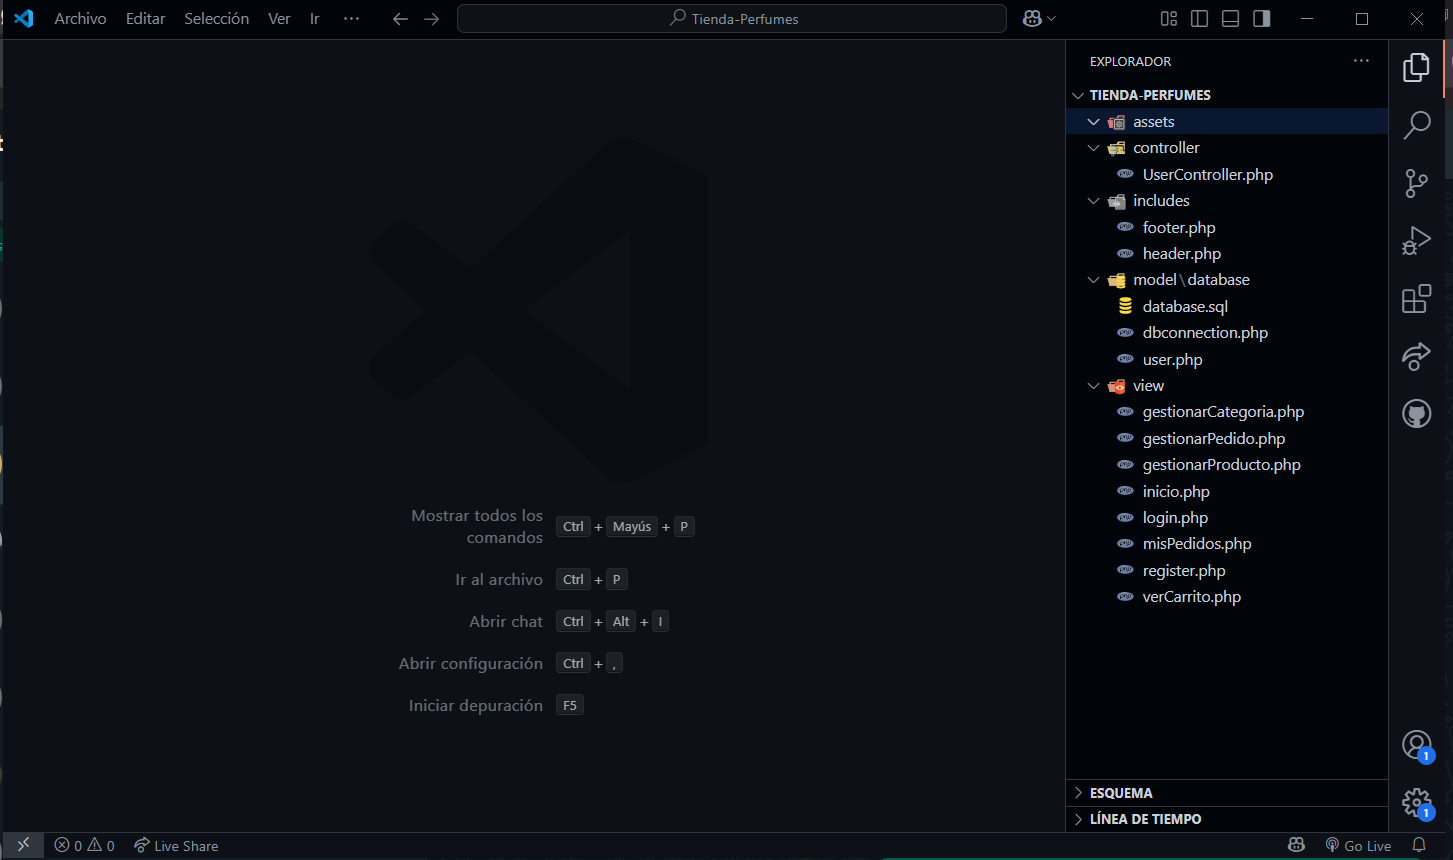 Archivo Editar Selección Ver Ir ··· Tienda-Perfumes
EXPLORADOR ···
TIENDA-PERFUMES
assets
controller
UserController.php
includes
footer.php
header.php
model\database
database.sql
dbconnection.php
user.php
view
gestionarCategoria.php
gestionarPedido.php
gestionarProducto.php
inicio.php
login.php
misPedidos.php
register.php
verCarrito.php
Mostrar todos los
comandos Ctrl + Mayús + P
Ir al archivo Ctrl + P
Abrir chat Ctrl + Alt + I
Abrir configuración Ctrl + ,
Iniciar depuración F5
1
1
ESQUEMA
LÍNEA DE TIEMPO
0 0 Live Share Go Live